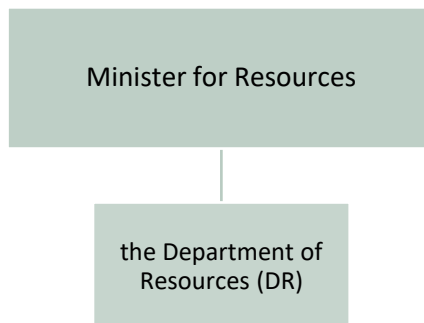 Minister for Resources
the Department of
Resources (DR)